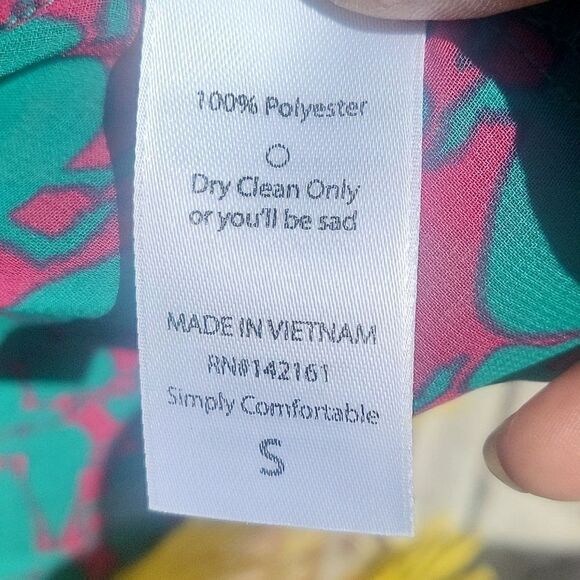 100% Polyester
Dry Clean Only
or you'll be sad
MADE IN VIETNAM
RN#142161
Simply Comfortable
S